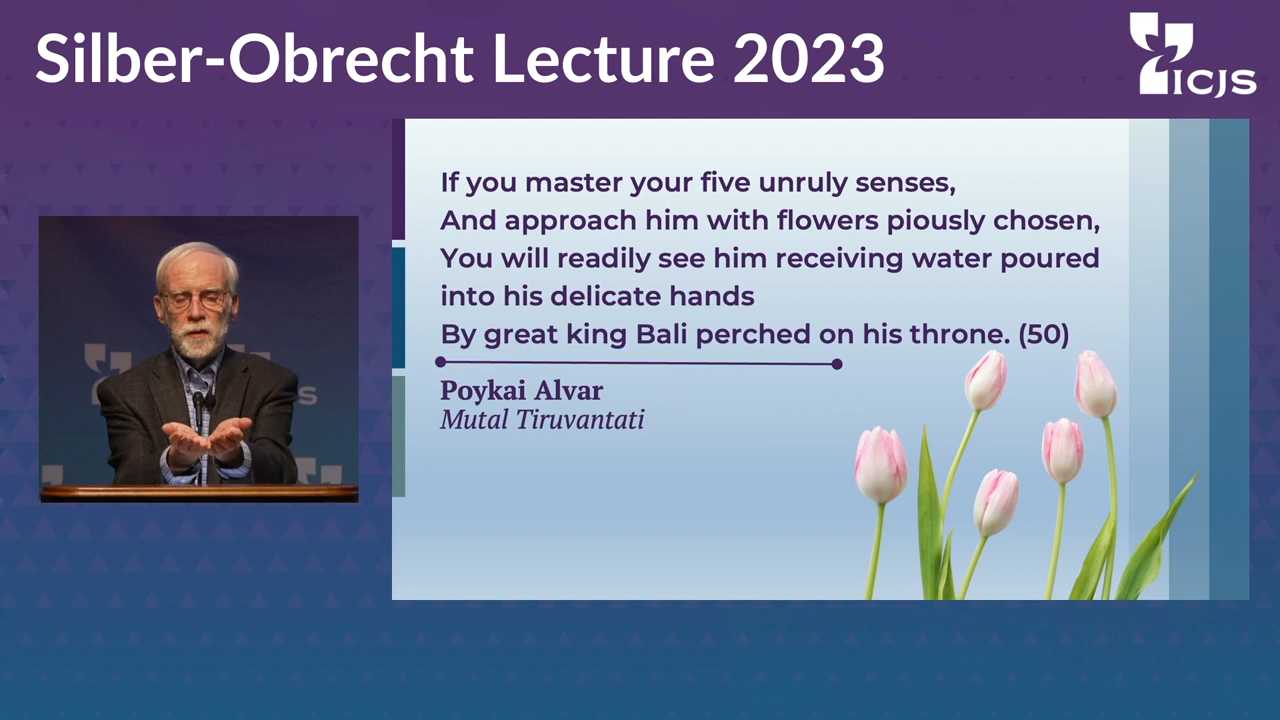 Silber-Obrecht Lecture 2023
ICJS
If you master your five unruly senses,
And approach him with flowers piously chosen,
You will readily see him receiving water poured
into his delicate hands
By great king Bali perched on his throne. (50)
Poykai Alvar
Mutal Tiruvantati